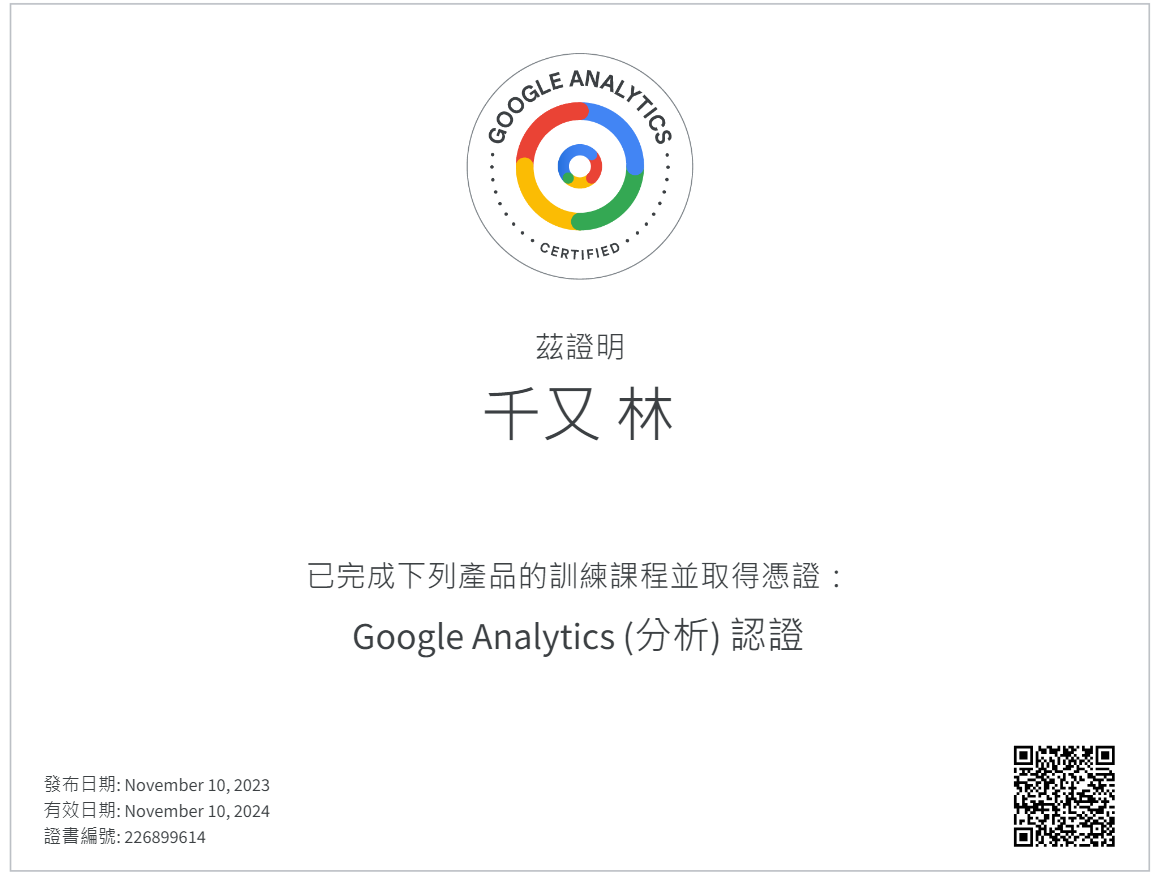 GOOGLE ANALYTICS
CERTIFIED
茲證明
千又 林
已完成下列產品的訓練課程並取得憑證：
Google Analytics (分析) 認證
發布日期: November 10, 2023
有效日期: November 10, 2024
證書編號: 226899614